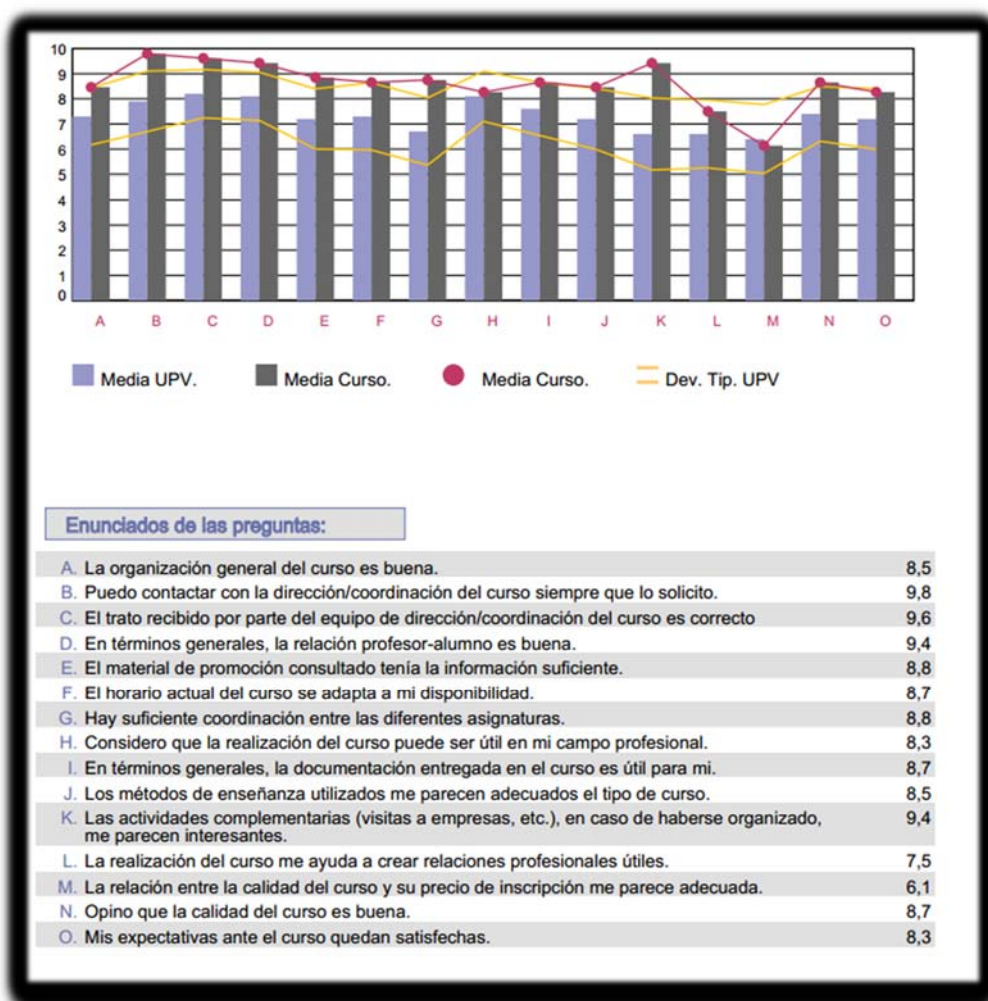 10
9
8
7
6
5
4
3
2
1
0
A B C D E F G H I J K L M N O
Media UPV. Media Curso. Media Curso. Dev. Tip. UPV
Enunciados de las preguntas:
A. La organización general del curso es buena. 8,5
B. Puedo contactar con la dirección/coordinación del curso siempre que lo solicito. 9,8
C. El trato recibido por parte del equipo de dirección/coordinación del curso es correcto 9,6
D. En términos generales, la relación profesor-alumno es buena. 9,4
E. El material de promoción consultado tenía la información suficiente. 8,8
F. El horario actual del curso se adapta a mi disponibilidad. 8,7
G. Hay suficiente coordinación entre las diferentes asignaturas. 8,8
H. Considero que la realización del curso puede ser útil en mi campo profesional. 8,3
I. En términos generales, la documentación entregada en el curso es útil para mi. 8,7
J. Los métodos de enseñanza utilizados me parecen adecuados el tipo de curso. 8,5
K. Las actividades complementarias (visitas a empresas, etc.), en caso de haberse organizado, 9,4
me parecen interesantes.
L. La realización del curso me ayuda a crear relaciones profesionales útiles. 7,5
M. La relación entre la calidad del curso y su precio de inscripción me parece adecuada. 6,1
N. Opino que la calidad del curso es buena. 8,7
O. Mis expectativas ante el curso quedan satisfechas. 8,3